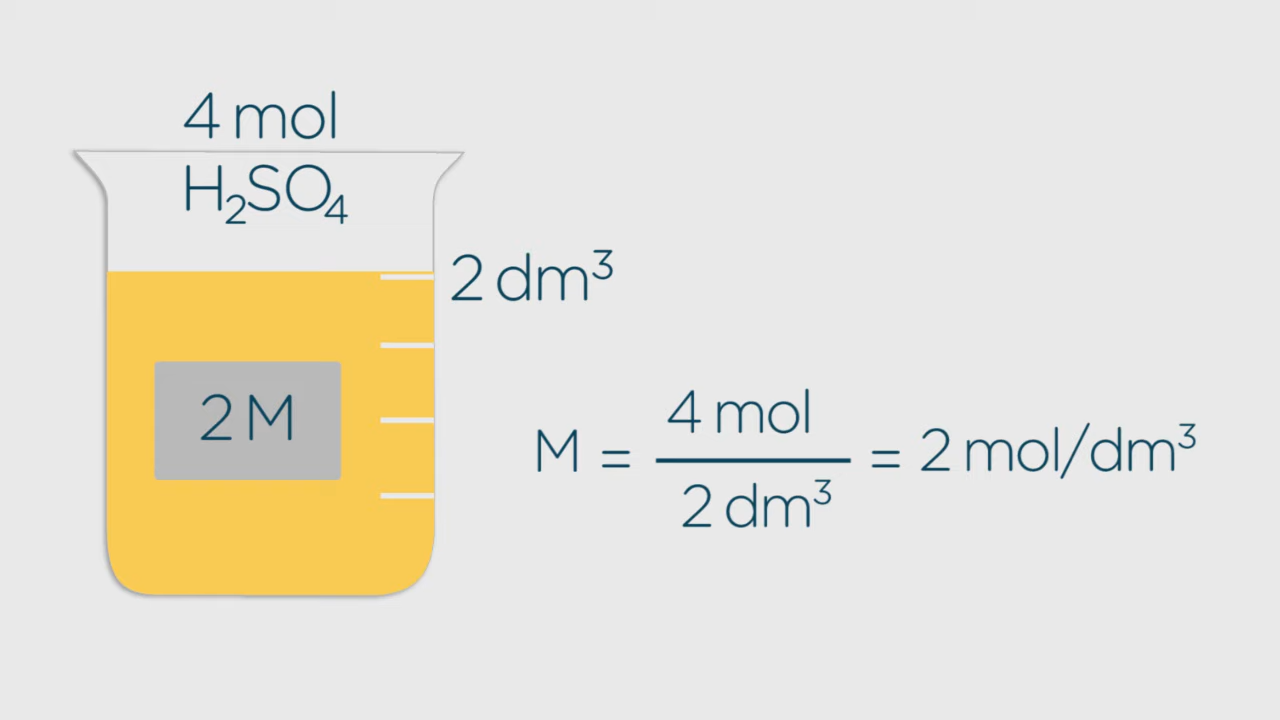 4 mol
H₂SO₄
2 dm³
2 M
M = 4 mol / 2 dm³ = 2 mol/dm³